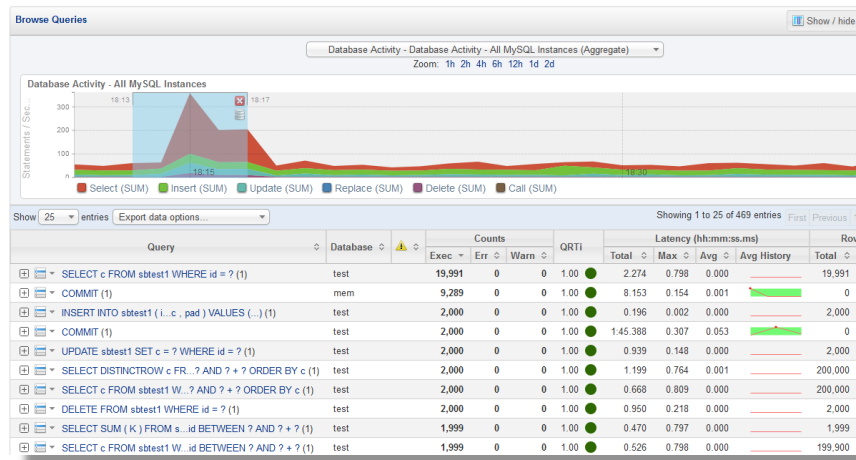 Browse Queries
Show / hide
Database Activity - Database Activity - All MySQL Instances (Aggregate)
Zoom: 1h 2h 4h 6h 12h 1d 2d
Database Activity - All MySQL Instances
Statements / Sec...
300
200
100
0
18:13
18:17
18:15
18:30
Select (SUM) Insert (SUM) Update (SUM) Replace (SUM) Delete (SUM) Call (SUM)
Show 25 entries Export data options... Showing 1 to 25 of 469 entries First Previous
Query Database Counts QRTi Latency (hh:mm:ss.ms) Rov
Exec Err Warn Total Max Avg Avg History Total
SELECT c FROM sbtest1 WHERE id = ? (1) test 19,991 0 0 1.00 2.274 0.798 0.000 19,991
COMMIT (1) mem 9,289 0 0 1.00 8.153 0.154 0.001 0
INSERT INTO sbtest1 ( i...c , pad ) VALUES (...) (1) test 2,000 0 0 1.00 0.196 0.002 0.000 2,000
COMMIT (1) test 2,000 0 0 1.00 1:45.388 0.307 0.053 0
UPDATE sbtest1 SET c = ? WHERE id = ? (1) test 2,000 0 0 1.00 0.939 0.148 0.000 2,000
SELECT DISTINCTROW c FR...? AND ? + ? ORDER BY c (1) test 2,000 0 0 1.00 1.199 0.764 0.001 200,000
SELECT c FROM sbtest1 W...? AND ? + ? ORDER BY c (1) test 2,000 0 0 1.00 0.668 0.809 0.000 200,000
DELETE FROM sbtest1 WHERE id = ? (1) test 2,000 0 0 1.00 0.950 0.218 0.000 2,000
SELECT SUM ( K ) FROM s...id BETWEEN ? AND ? + ? (1) test 1,999 0 0 1.00 0.470 0.797 0.000 1,999
SELECT c FROM sbtest1 W...id BETWEEN ? AND ? + ? (1) test 1,999 0 0 1.00 0.526 0.798 0.000 199,900